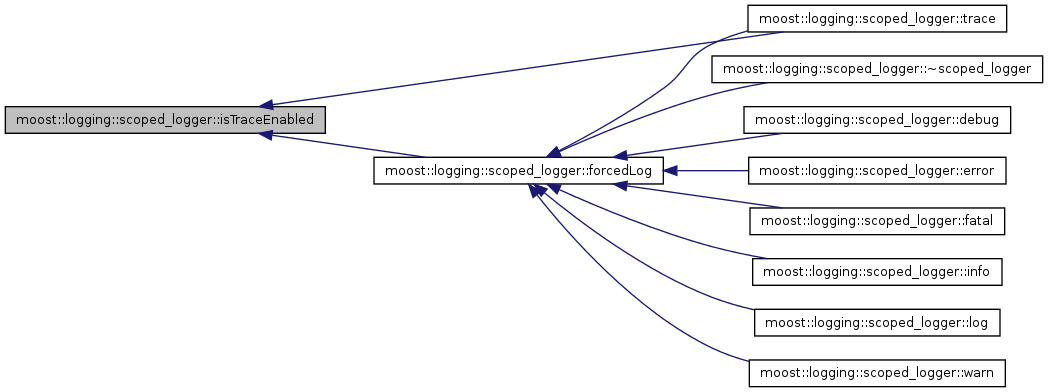 moost::logging::scoped_logger::trace
moost::logging::scoped_logger::~scoped_logger
moost::logging::scoped_logger::isTraceEnabled
moost::logging::scoped_logger::debug
moost::logging::scoped_logger::forcedLog
moost::logging::scoped_logger::error
moost::logging::scoped_logger::fatal
moost::logging::scoped_logger::info
moost::logging::scoped_logger::log
moost::logging::scoped_logger::warn